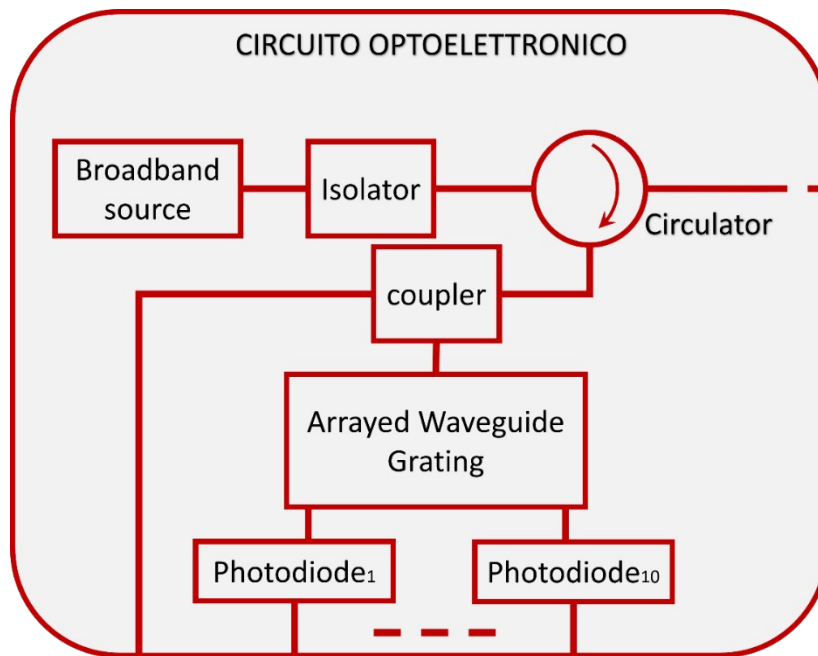 CIRCUITO OPTOELETTRONICO
Broadband
source
Isolator
Circulator
coupler
Arrayed Waveguide
Grating
Photodiode1
Photodiode10